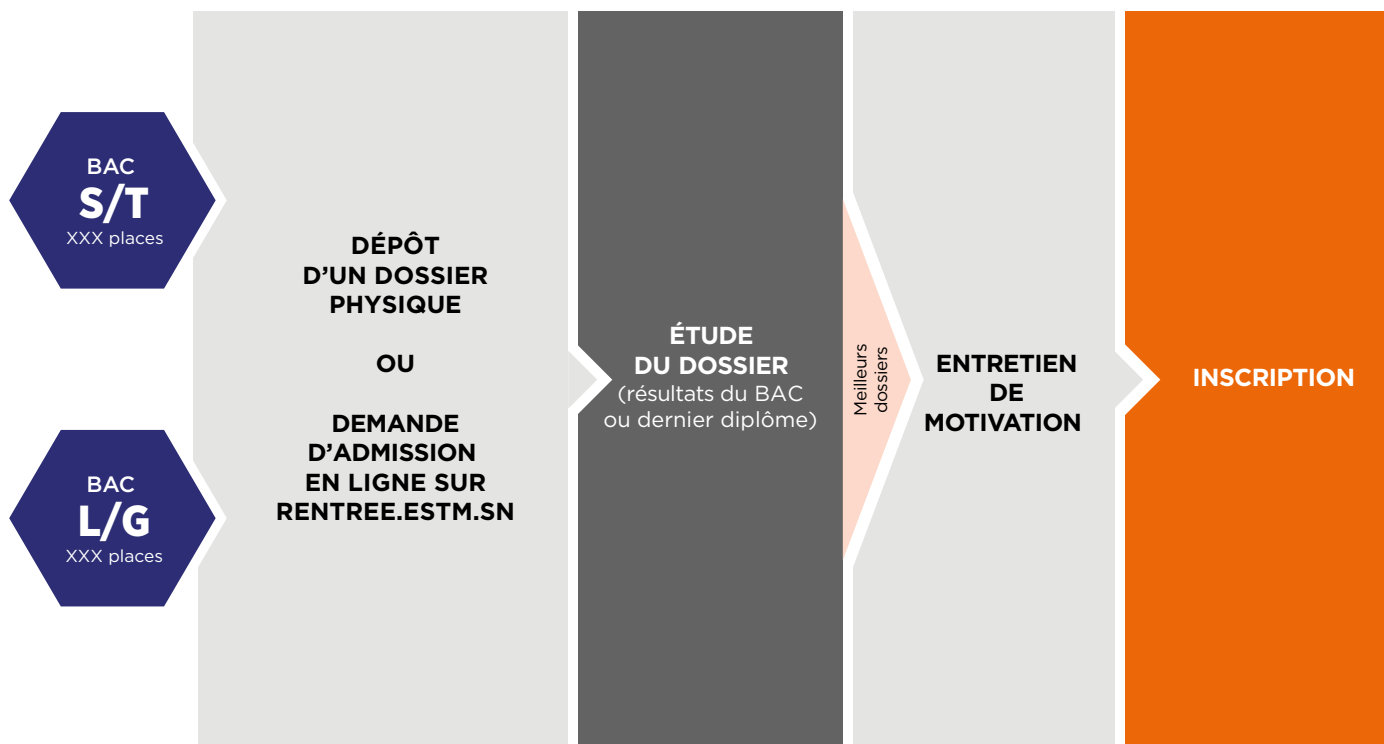 BAC
S/T
XXX places
BAC
L/G
XXX places
DÉPÔT
D’UN DOSSIER
PHYSIQUE
OU
DEMANDE
D’ADMISSION
EN LIGNE SUR
RENTREE.ESTM.SN
ÉTUDE
DU DOSSIER
(résultats du BAC
ou dernier diplôme)
Meilleurs
dossiers
ENTRETIEN
DE
MOTIVATION
INSCRIPTION